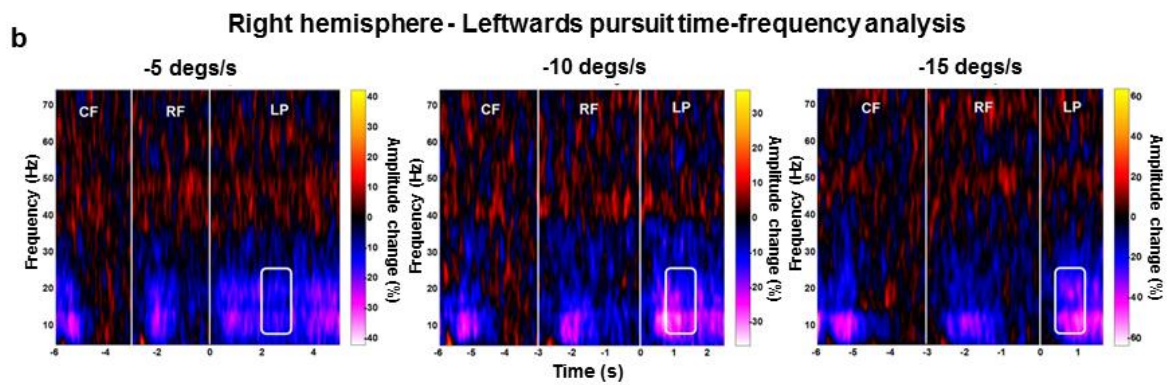 b
Right hemisphere - Leftwards pursuit time-frequency analysis
-5 degs/s
-10 degs/s
-15 degs/s
CF RF LP
Frequency (Hz)
70
60
50
40
30
20
10
-6 -5 -4 -3 -2 0 2 4
40
30
20
10
0
-10
-20
-30
-40
Amplitude change (%)
CF RF LP
Frequency (Hz)
70
60
50
40
30
20
10
-6 -5 -4 -3 -3 -2 -1 0 0 1 2
30
20
10
0
-10
-20
-30
Amplitude change (%)
CF RF LP
Frequency (Hz)
70
60
50
40
30
20
10
-6 -5 -4 -3 -2 -1 0 1
60
40
20
0
-20
-40
-60
Amplitude change (%)
Time (s)